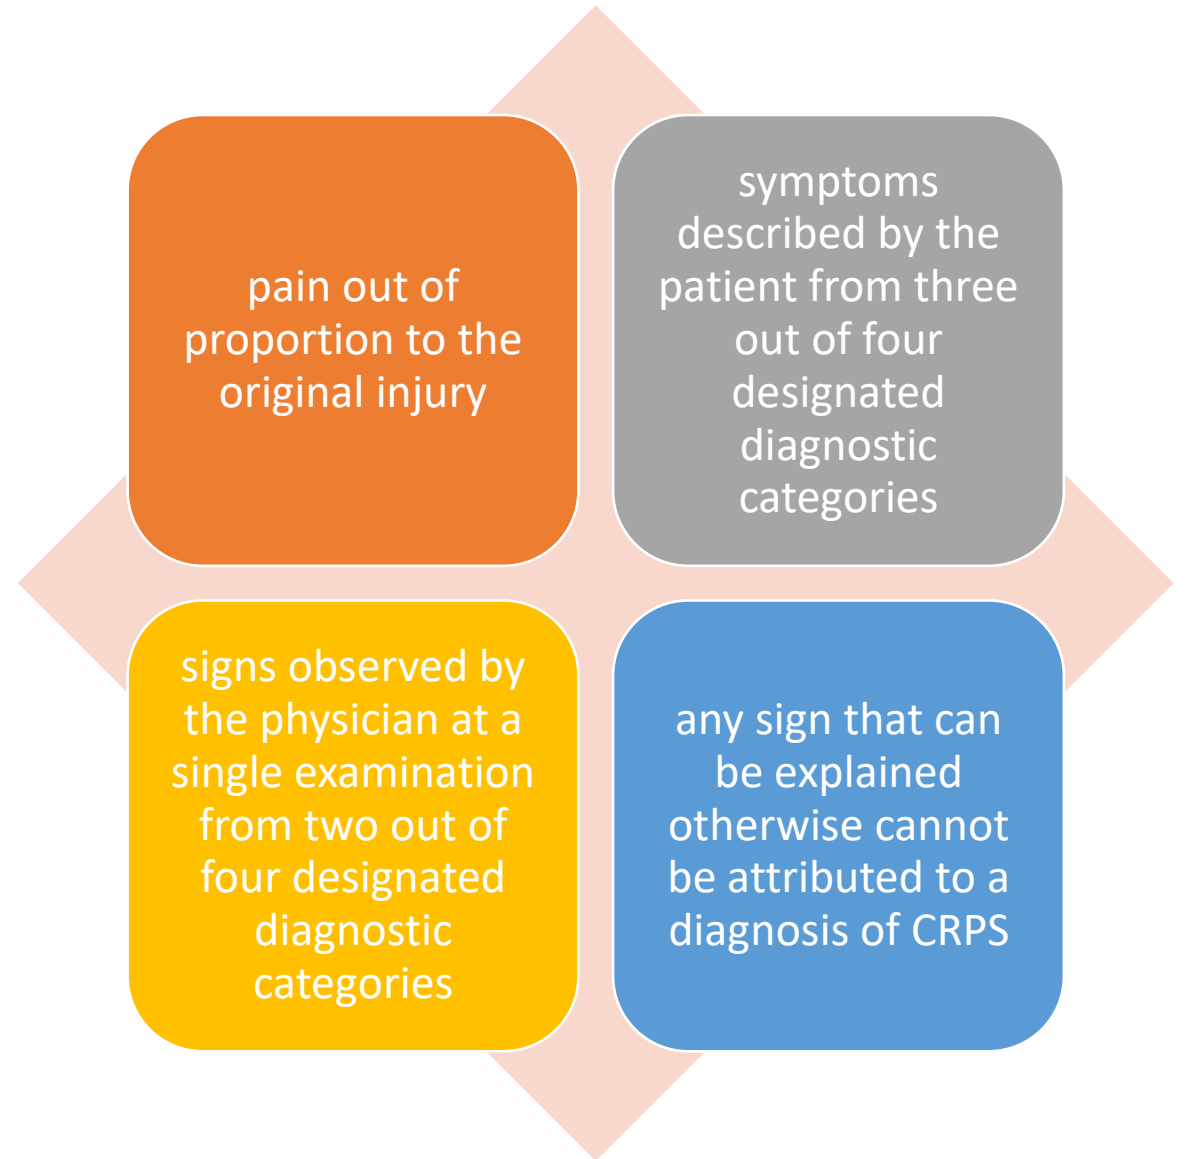 pain out of
proportion to the
original injury
symptoms
described by the
patient from three
out of four
designated
diagnostic
categories
signs observed by
the physician at a
single examination
from two out of
four designated
diagnostic
categories
any sign that can
be explained
otherwise cannot
be attributed to a
diagnosis of CRPS